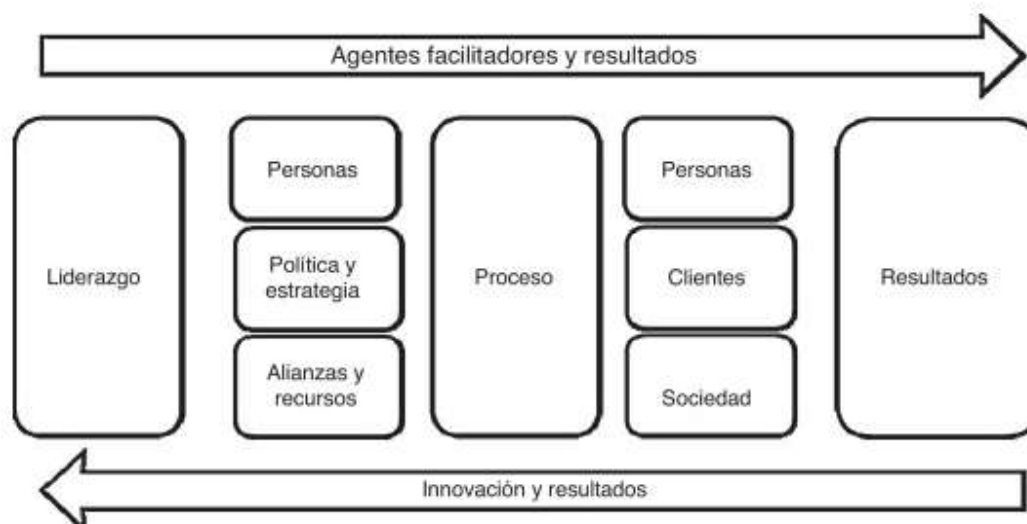 Agentes facilitadores y resultados
Personas
Personas
Liderazgo
Política y
estrategia
Proceso
Clientes
Resultados
Alianzas y
recursos
Sociedad
Innovación y resultados